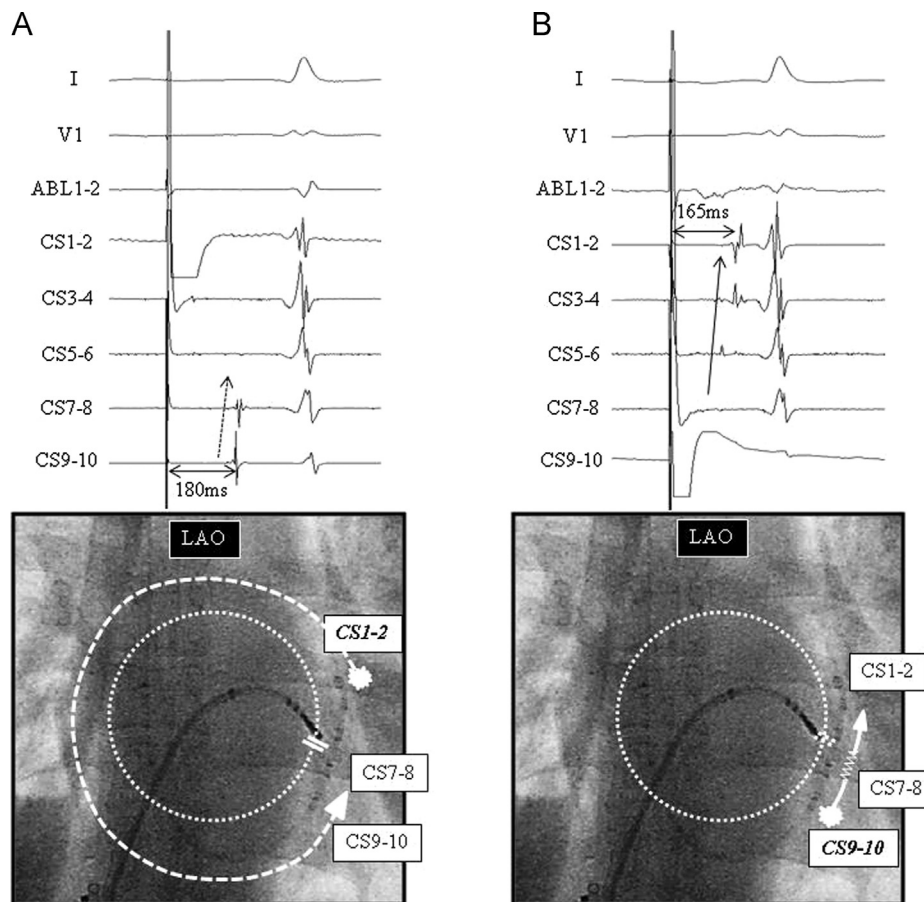 A
I
V1
ABL1-2
CS1-2
CS3-4
CS5-6
CS7-8
CS9-10
180ms
LAO
CS1-2
CS7-8
CS9-10
B
I
V1
ABL1-2
165ms
CS1-2
CS3-4
CS5-6
CS7-8
CS9-10
LAO
CS1-2
CS7-8
CS9-10